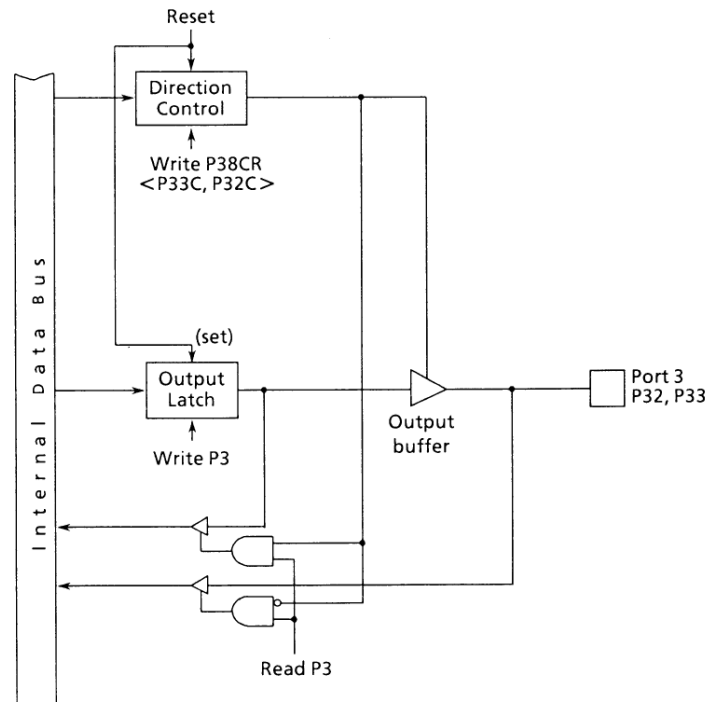 Reset
Direction
Control
Write P38CR
<P33C, P32C>
Internal Data Bus
(set)
Output
Latch
Write P3
Output
buffer
Port 3
P32, P33
Read P3